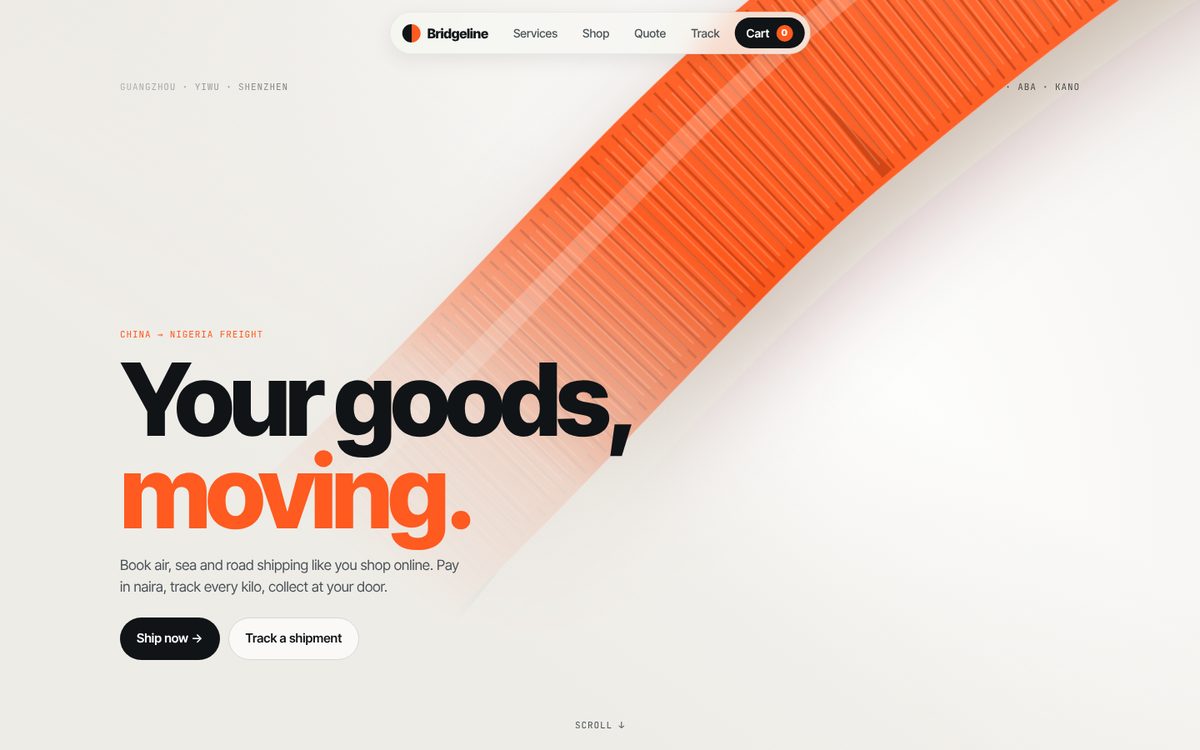 Bridgeline Services Shop Quote Track Cart 0
GUANGZHOU · YIWU · SHENZHEN
· ABA · KANO
CHINA → NIGERIA FREIGHT
Your goods,
moving.
Book air, sea and road shipping like you shop online. Pay
in naira, track every kilo, collect at your door.
Ship now → Track a shipment
SCROLL ↓